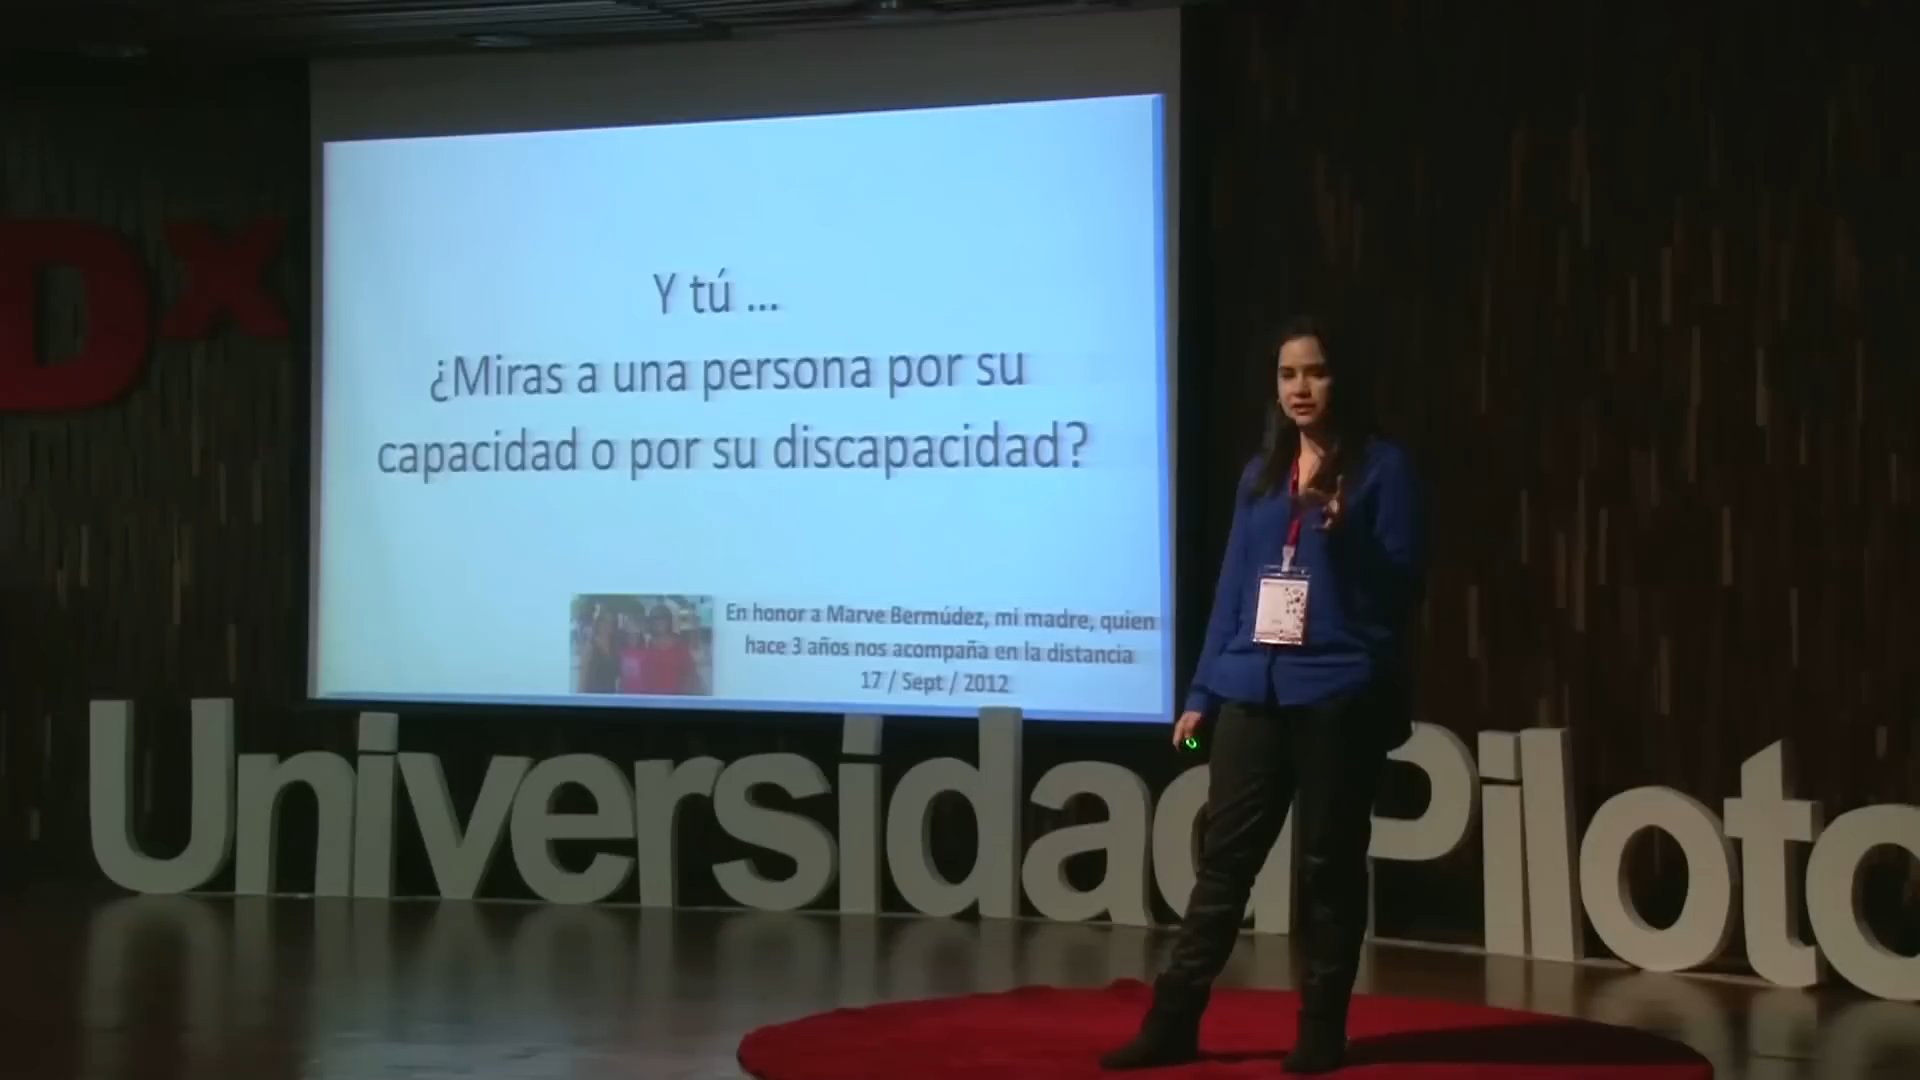 Dx
Y tú ...
¿Miras a una persona por su
capacidad o por su discapacidad?
En honor a Marve Bermúdez, mi madre, quien
hace 3 años nos acompaña en la distancia
17 / Sept / 2012
Universidad Piloto